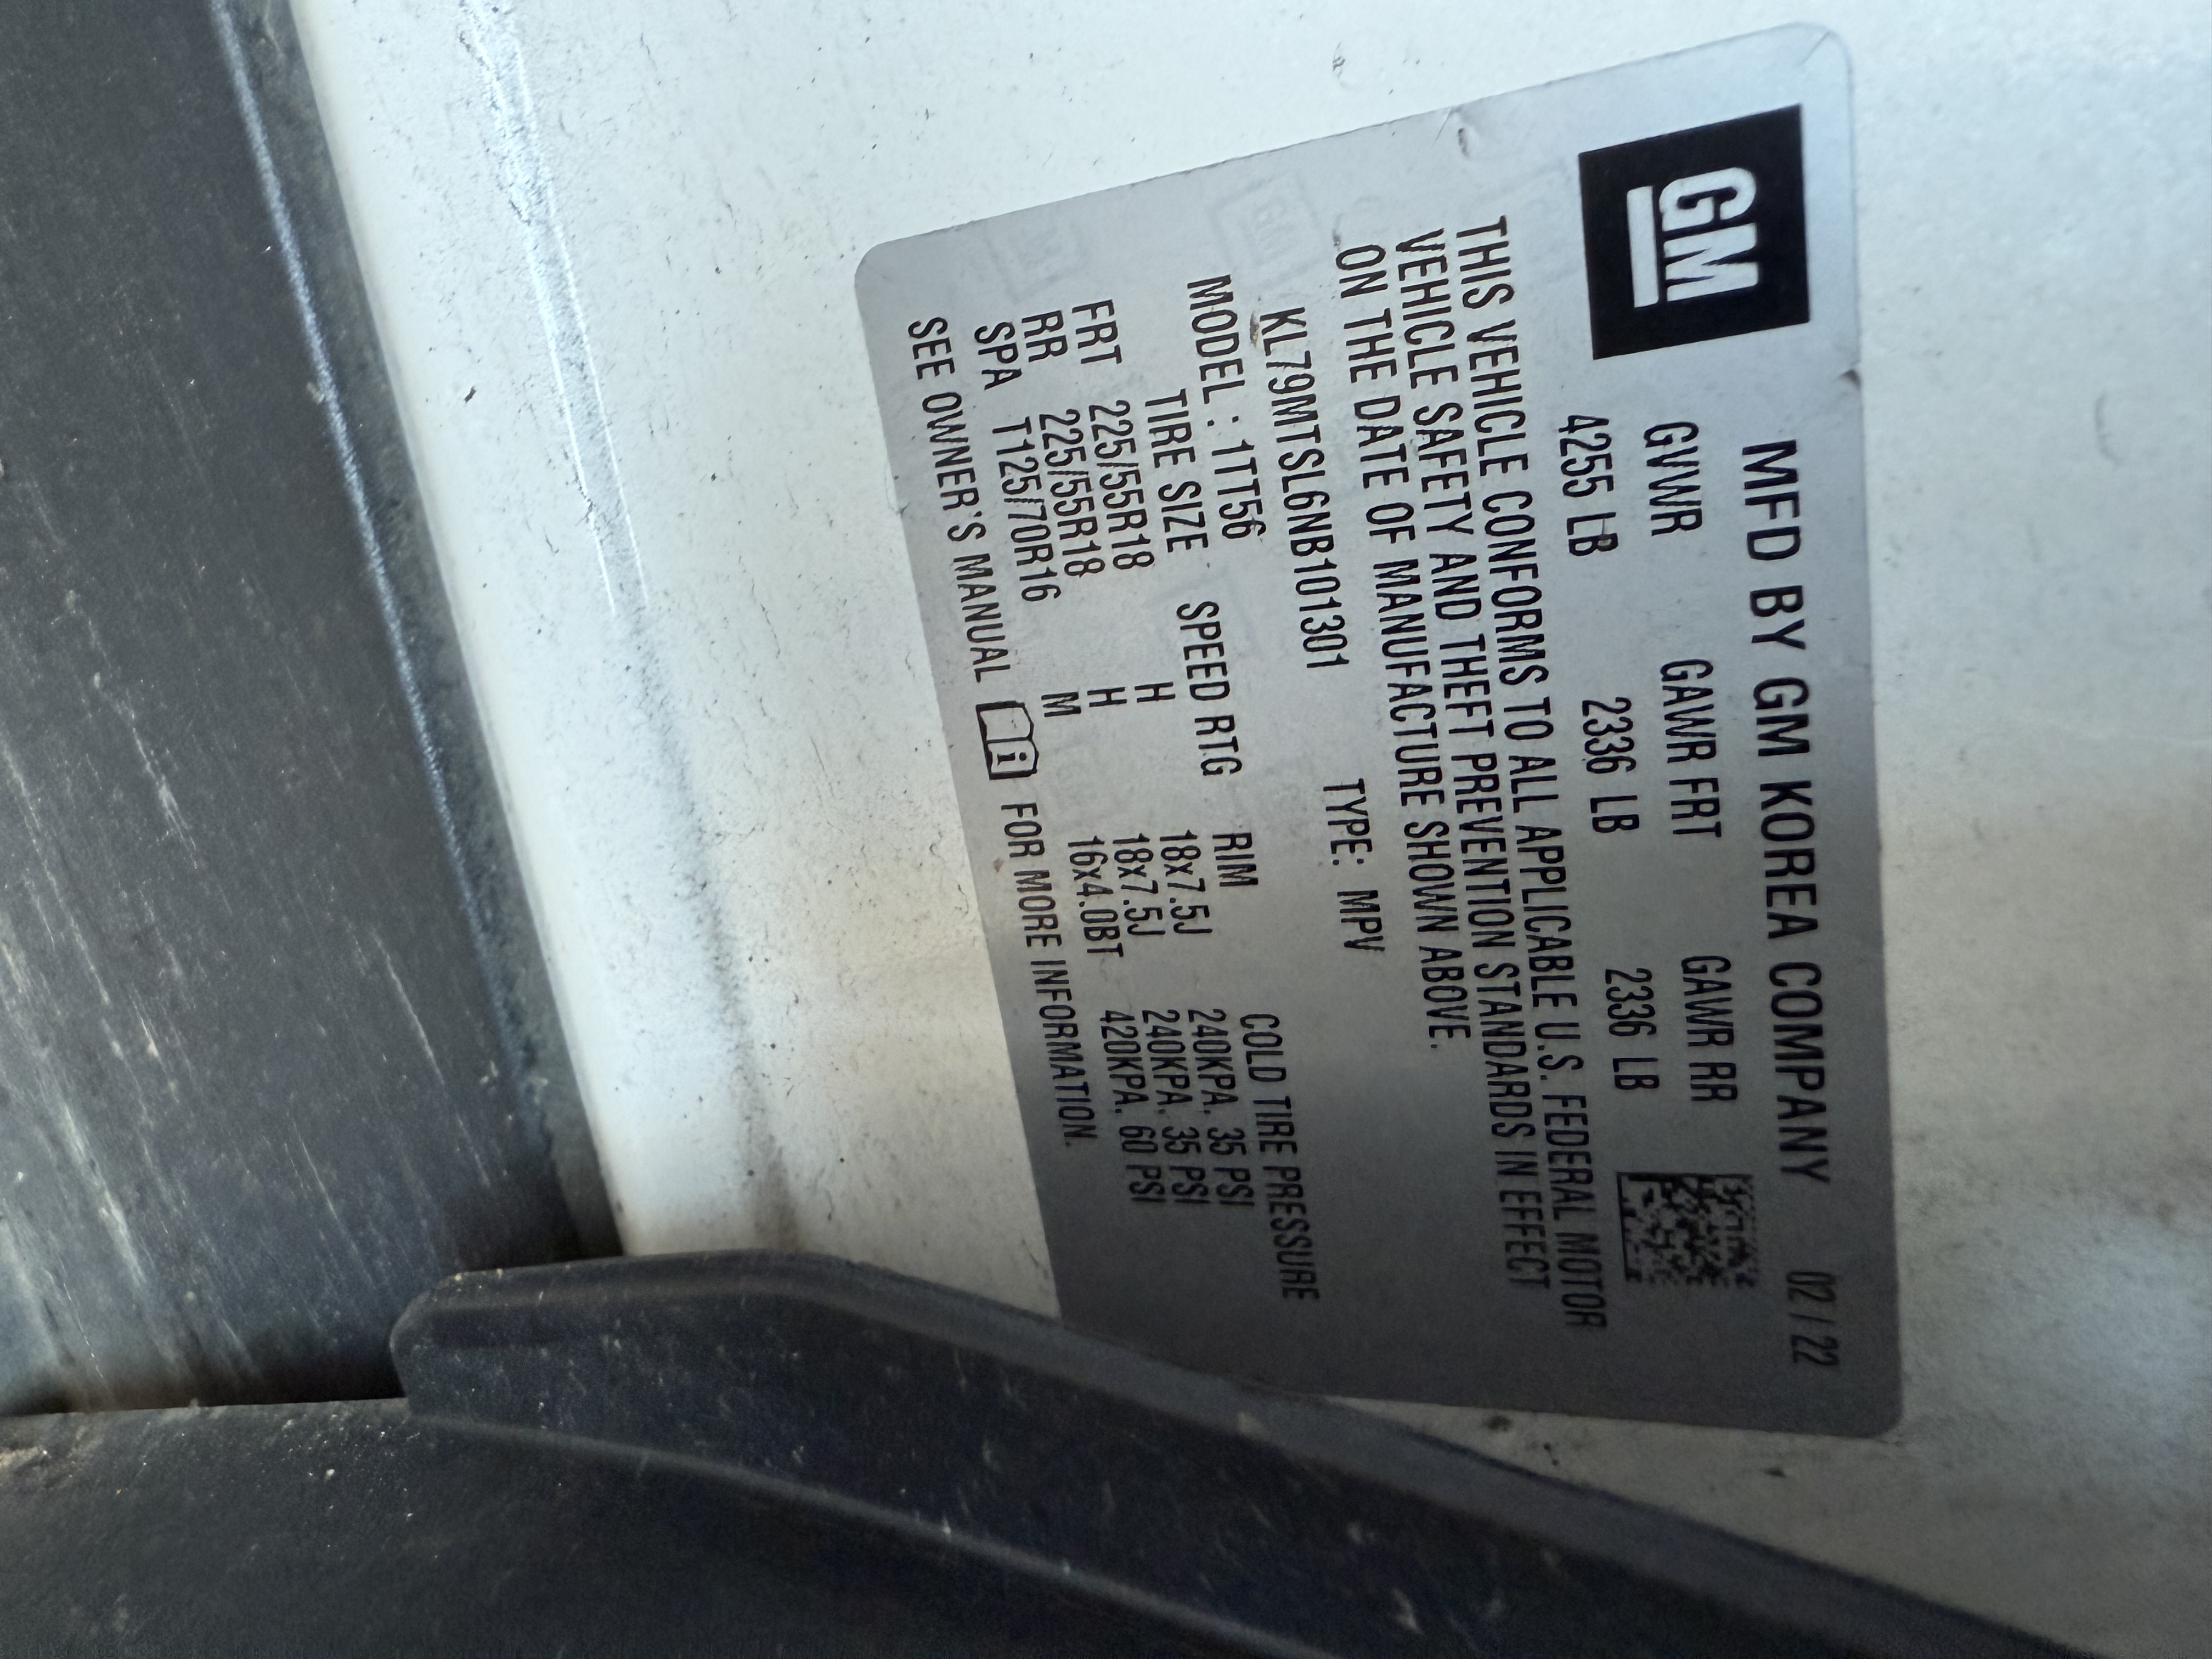 GM
MFD BY GM KOREA COMPANY 02 / 22
GVWR GAWR FRT GAWR RR
4255 LB 2336 LB 2336 LB
THIS VEHICLE CONFORMS TO ALL APPLICABLE U.S. FEDERAL MOTOR
VEHICLE SAFETY AND THEFT PREVENTION STANDARDS IN EFFECT
ON THE DATE OF MANUFACTURE SHOWN ABOVE.
KL79MTSL6NB101301 TYPE: MPV
MODEL : 1TT56
TIRE SIZE SPEED RTG RIM COLD TIRE PRESSURE
FRT 225/55R18 H 18x7.5J 240KPA. 35 PSI
RR 225/55R18 H 18x7.5J 240KPA. 35 PSI
SPA T125/70R16 M 16x4.0BT 420KPA. 60 PSI
SEE OWNER'S MANUAL i FOR MORE INFORMATION.